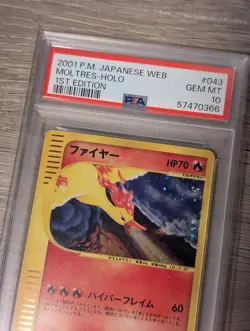 2001 P.M. JAPANESE WEB #043
MOLTRES-HOLO GEM MT
1ST EDITION 10
PSA 57470366
ファイヤー HP70
ハイパーフレイム 60